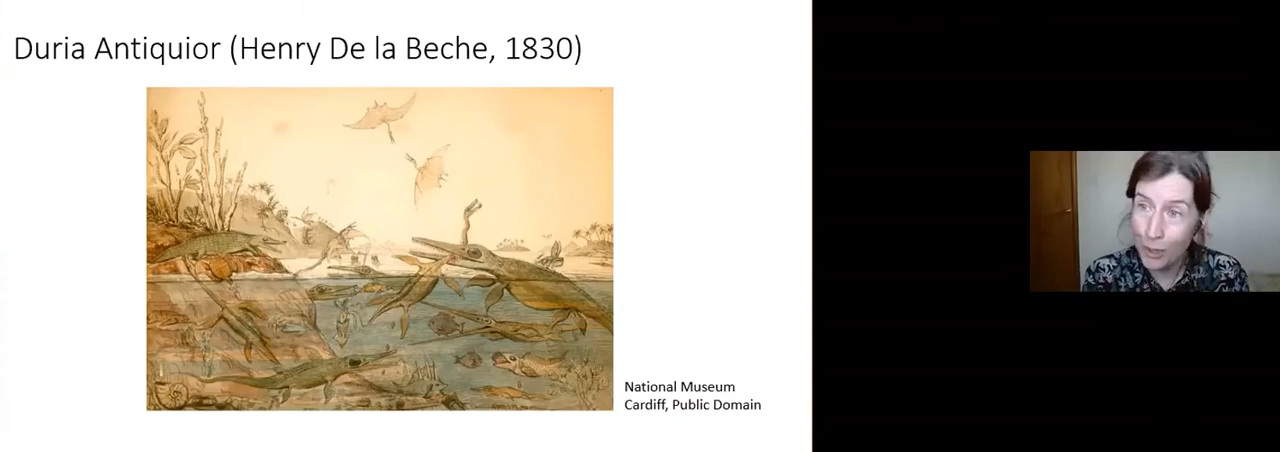 Duria Antiquior (Henry De la Beche, 1830)
National Museum
Cardiff, Public Domain